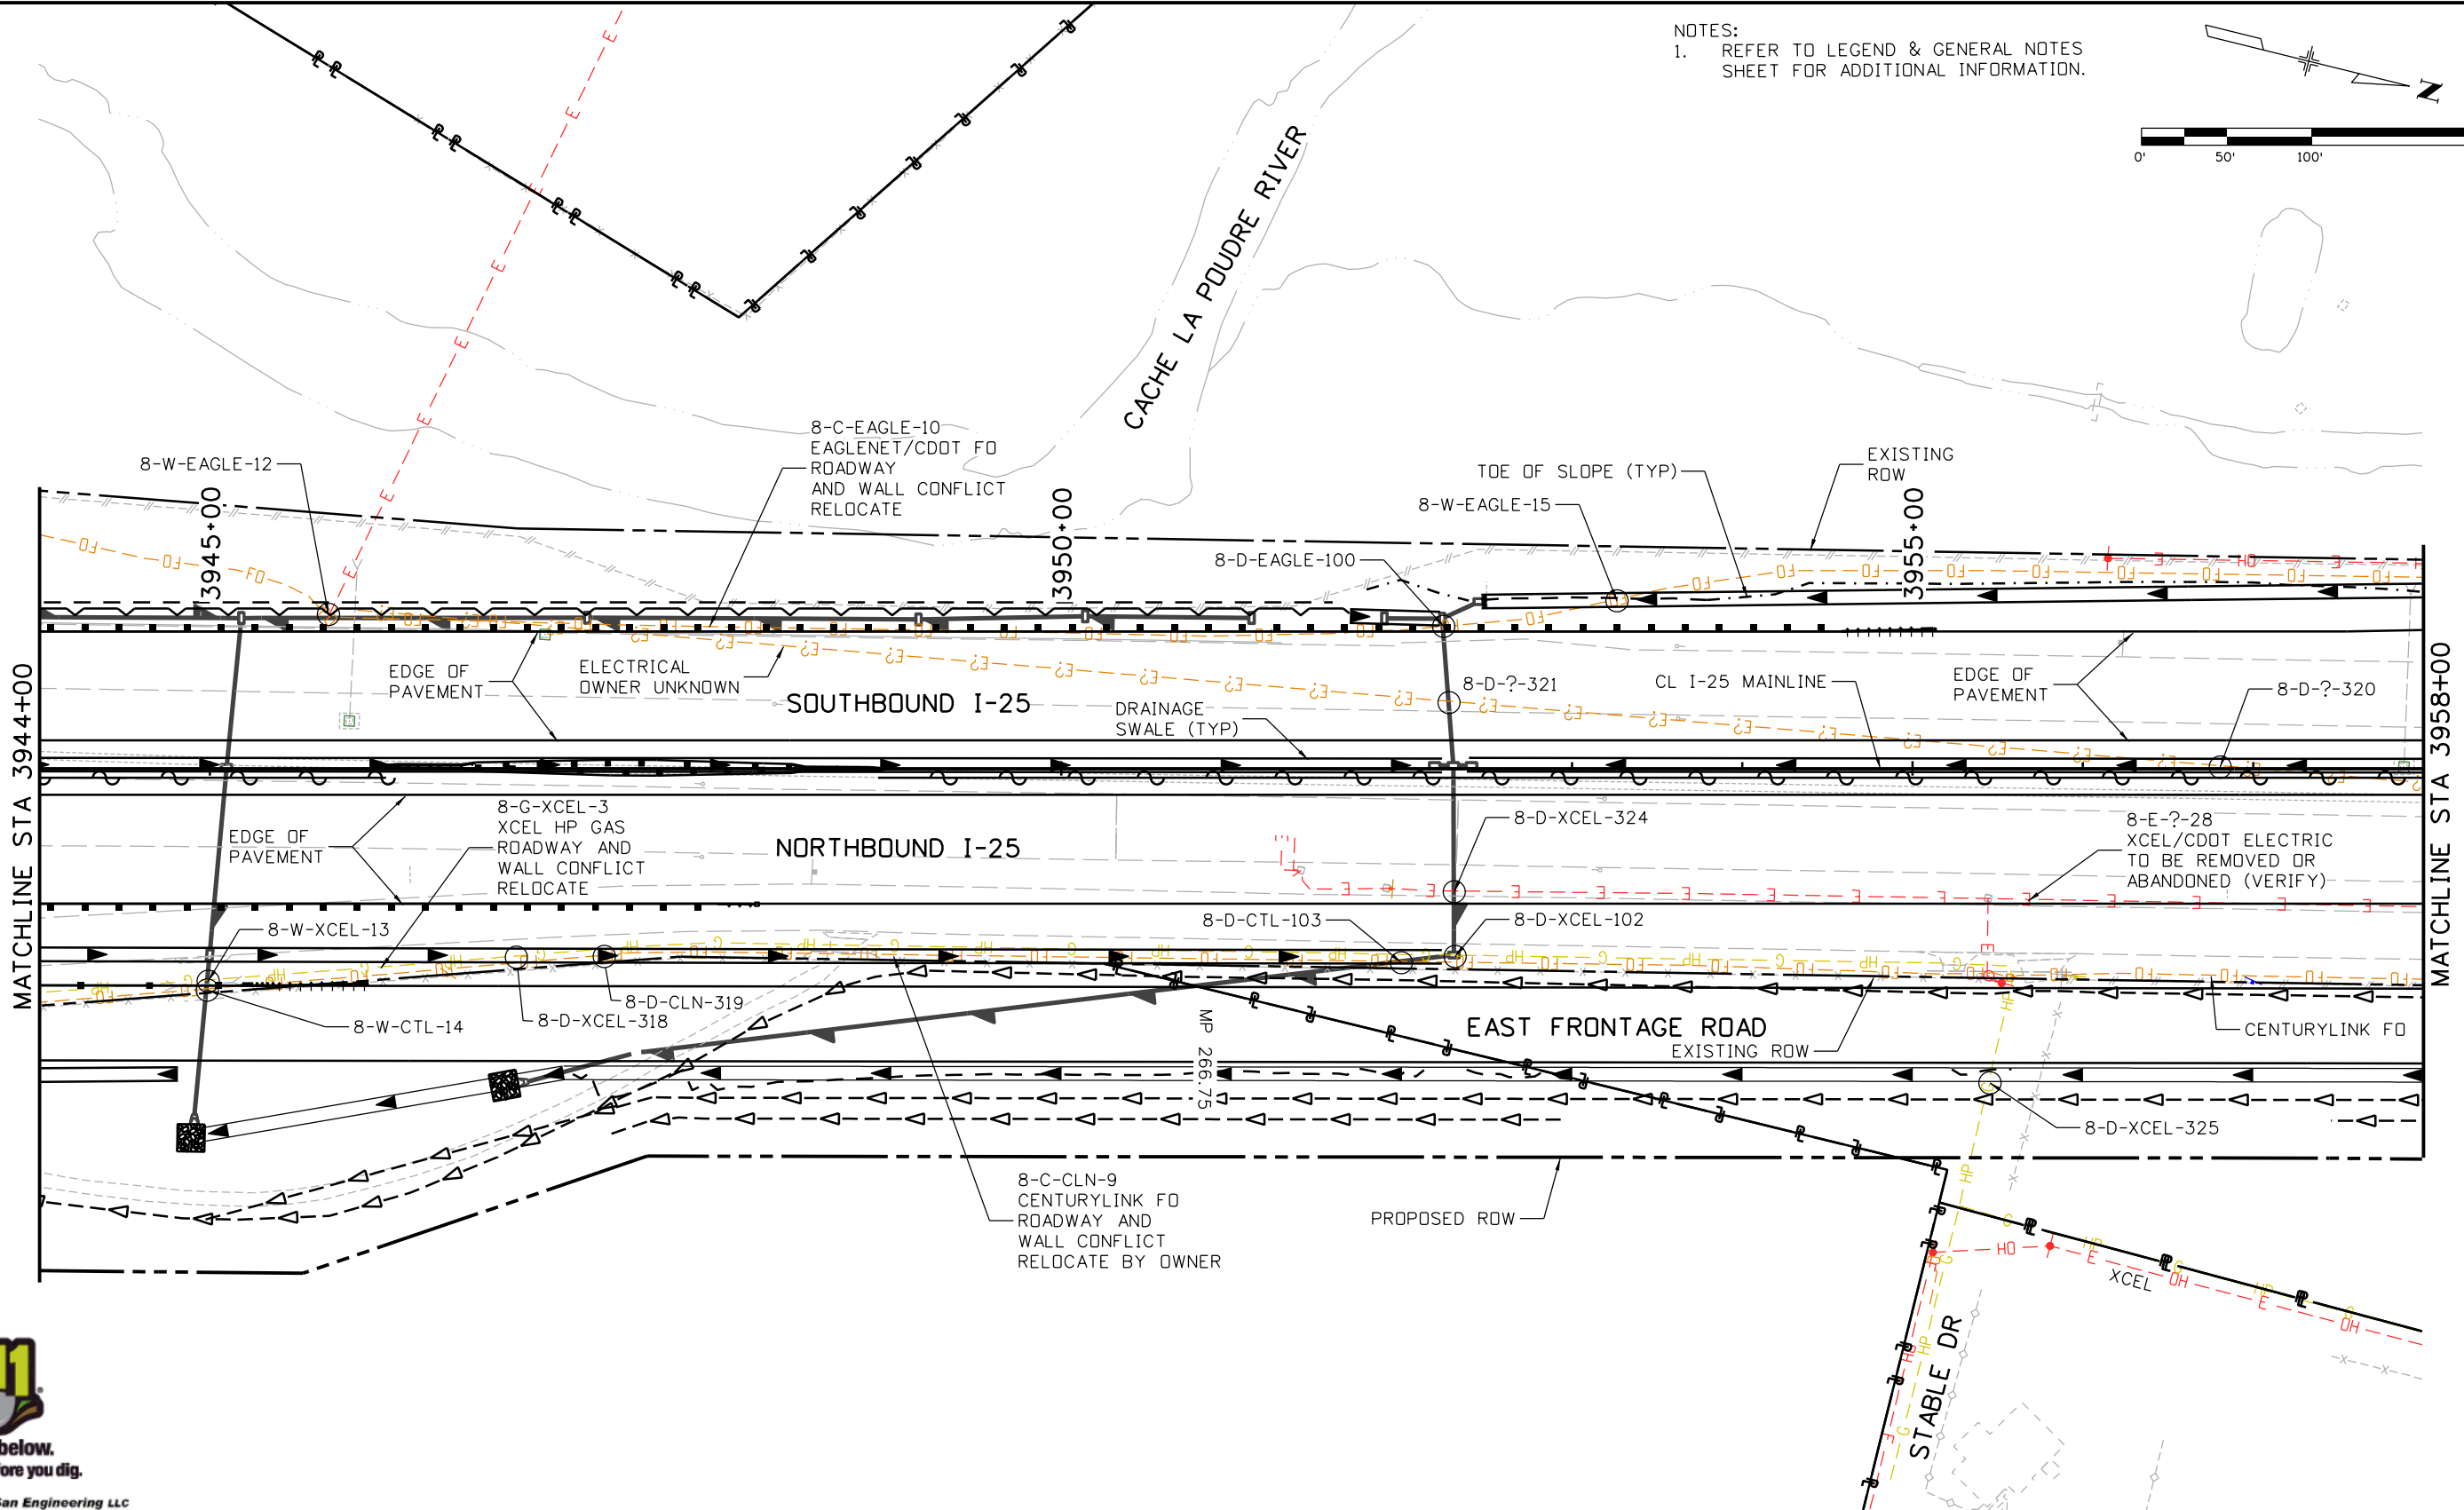 NOTES:
1. REFER TO LEGEND & GENERAL NOTES
SHEET FOR ADDITIONAL INFORMATION.
N
0' 50' 100'
CACHE LA POUDRE RIVER
8-W-EAGLE-12
8-C-EAGLE-10
EAGLENET/CDOT FO
ROADWAY
AND WALL CONFLICT
RELOCATE
TOE OF SLOPE (TYP)
EXISTING
ROW
8-W-EAGLE-15
8-D-EAGLE-100
3945+00
3950+00
3955+00
MATCHLINE STA 3944+00
MATCHLINE STA 3958+00
EDGE OF
PAVEMENT
ELECTRICAL
OWNER UNKNOWN
SOUTHBOUND I-25
8-D-?-321
DRAINAGE
SWALE (TYP)
CL I-25 MAINLINE
EDGE OF
PAVEMENT
8-D-?-320
EDGE OF
PAVEMENT
8-G-XCEL-3
XCEL HP GAS
ROADWAY AND
WALL CONFLICT
RELOCATE
NORTHBOUND I-25
8-D-XCEL-324
8-E-?-28
XCEL/CDOT ELECTRIC
TO BE REMOVED OR
ABANDONED (VERIFY)
8-W-XCEL-13
8-D-CTL-103
8-D-XCEL-102
8-D-CLN-319
8-D-XCEL-318
8-W-CTL-14
MP 266.75
EAST FRONTAGE ROAD
EXISTING ROW
CENTURYLINK FO
8-D-XCEL-325
8-C-CLN-9
CENTURYLINK FO
ROADWAY AND
WALL CONFLICT
RELOCATE BY OWNER
PROPOSED ROW
XCEL
STABLE DR
below.
you dig.
San Engineering LLC